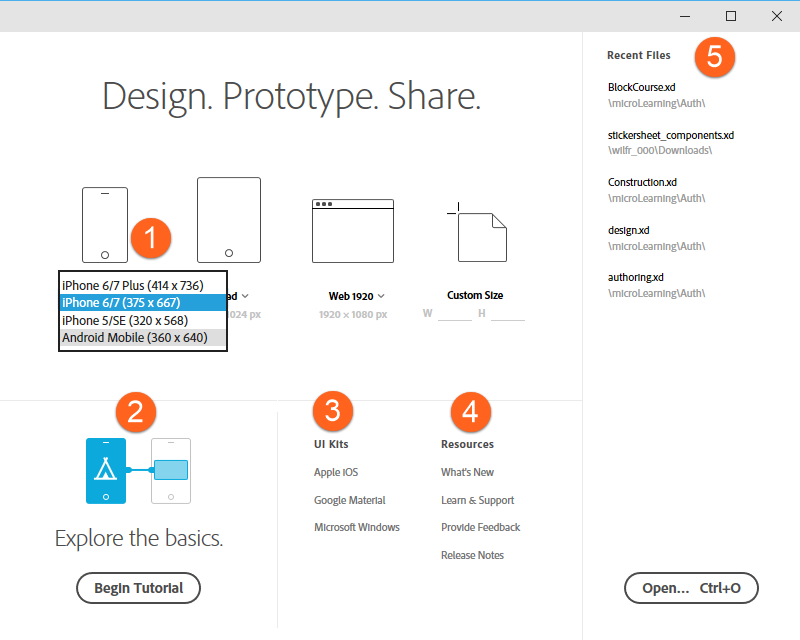 Design. Prototype. Share.
1
iPhone 6/7 Plus (414 x 736)
iPhone 6/7 (375 x 667)
iPhone 5/SE (320 x 568)
Android Mobile (360 x 640)
ad
1024 px
Web 1920
1920 × 1080 px
Custom Size
W H
2
Explore the basics.
Begin Tutorial
3
UI Kits
Apple iOS
Google Material
Microsoft Windows
4
Resources
What's New
Learn & Support
Provide Feedback
Release Notes
Recent Files
5
BlockCourse.xd
\microLearning\Auth\
stickersheet_components.xd
\wilfr_000\Downloads\
Construction.xd
\microLearning\Auth\
design.xd
\microLearning\Auth\
authoring.xd
\microLearning\Auth\
Open... Ctrl+O